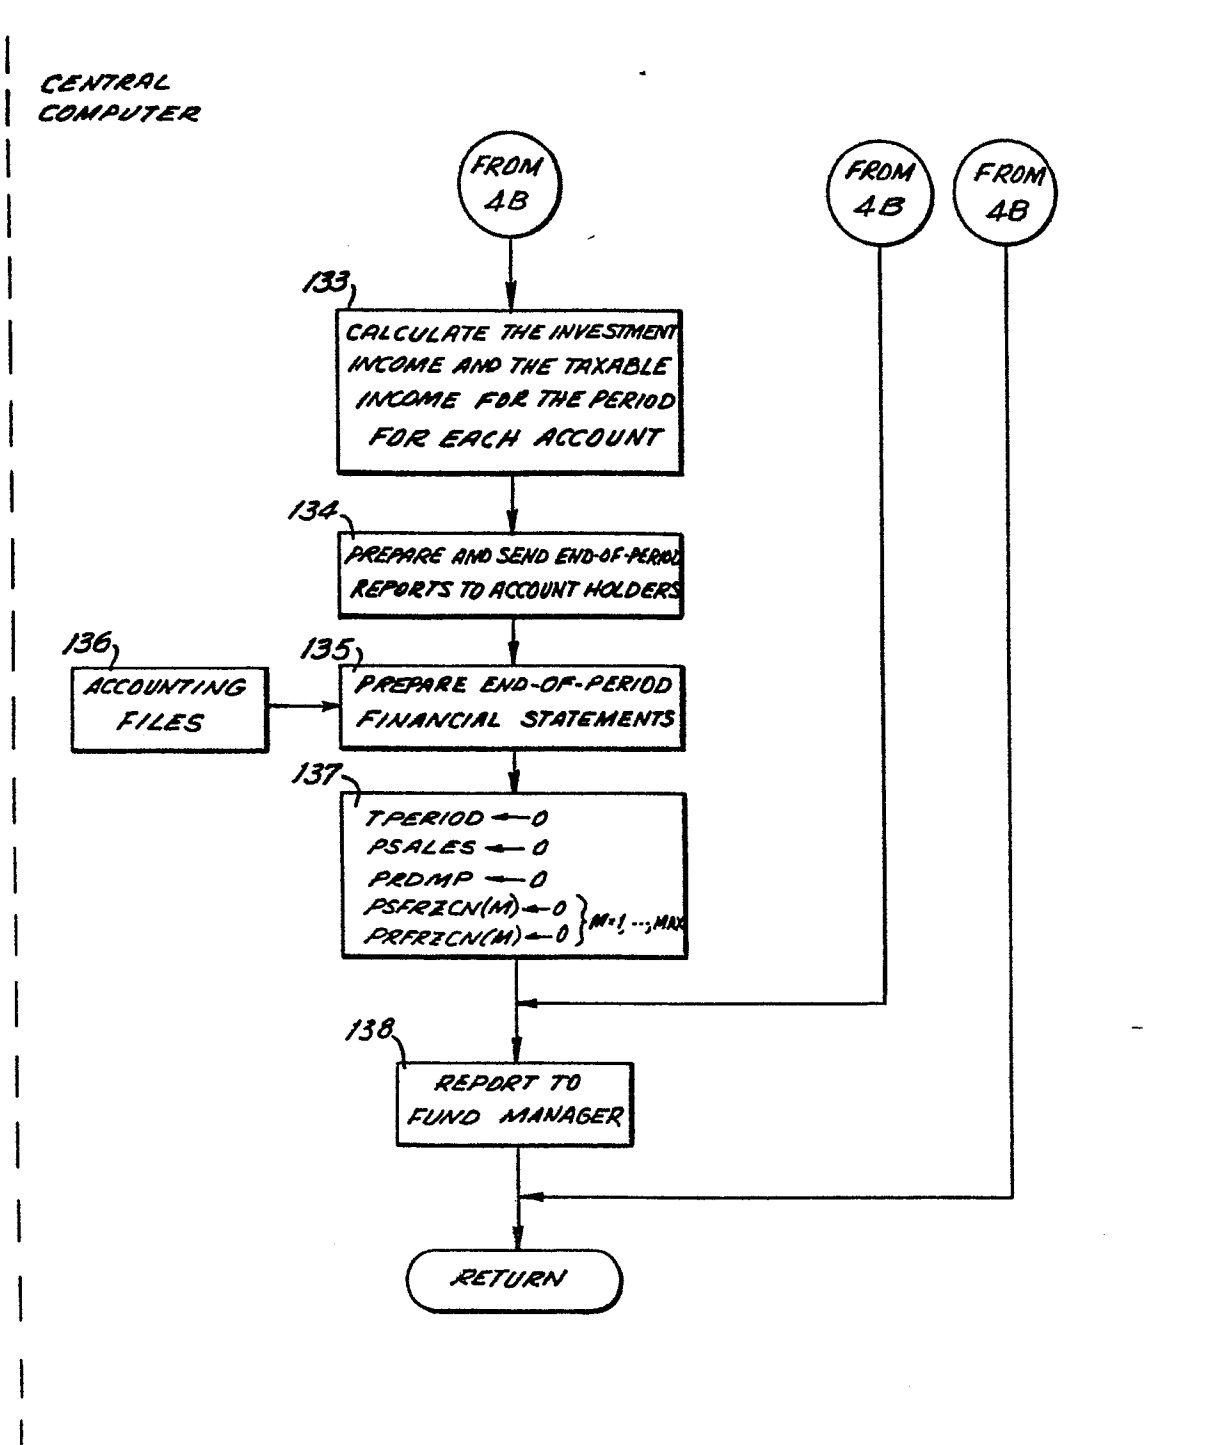 CENTRAL
COMPUTER
FROM
4B
FROM
4B
FROM
4B
133
CALCULATE THE INVESTMENT
INCOME AND THE TAXABLE
INCOME FOR THE PERIOD
FOR EACH ACCOUNT
134
PREPARE AND SEND END-OF-PERIOD
REPORTS TO ACCOUNT HOLDERS
136
ACCOUNTING
FILES
135
PREPARE END-OF-PERIOD
FINANCIAL STATEMENTS
137
TPERIOD ← 0
PSALES ← 0
PRDMP ← 0
PSFRZCN(M) ← 0
PRFRZCN(M) ← 0
} M=1, ..., MAX
138
REPORT TO
FUND MANAGER
RETURN